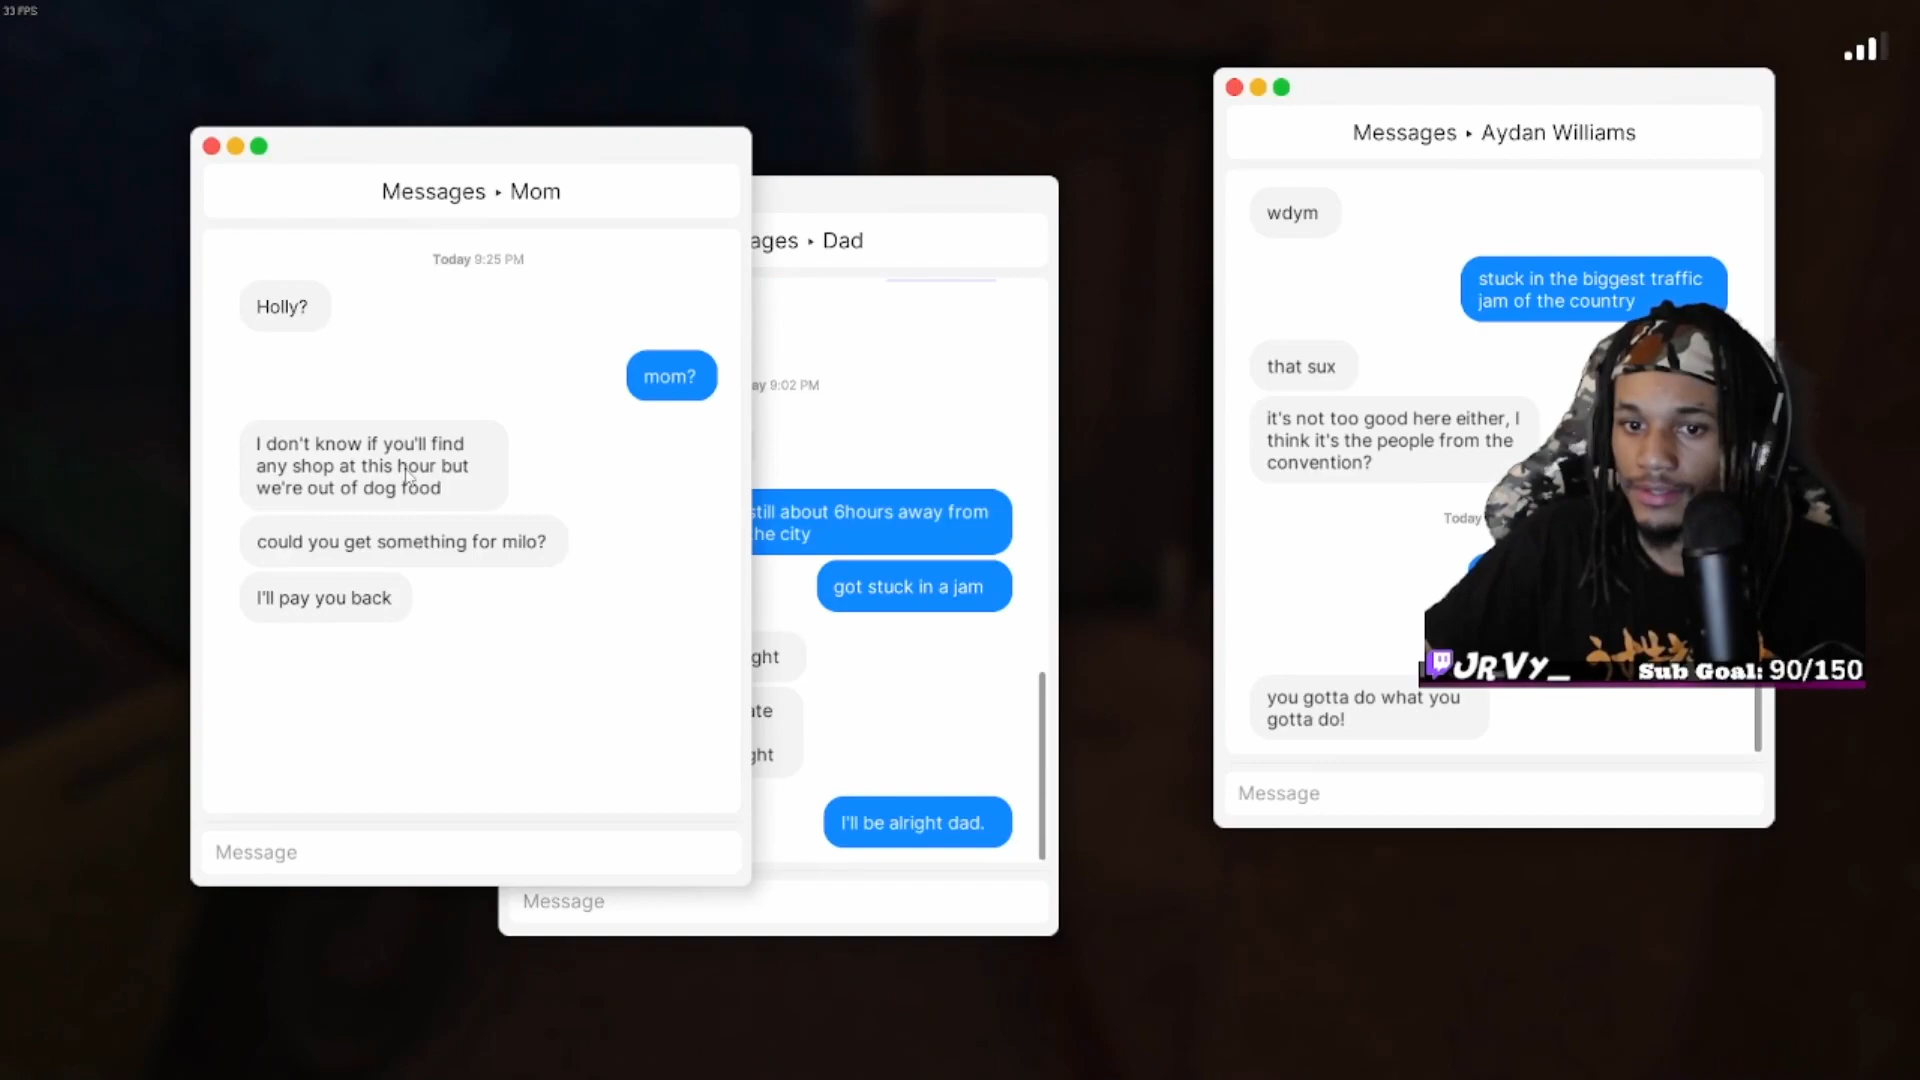 33 FPS
Messages ▸ Mom
Today 9:25 PM
Holly?
mom?
I don't know if you'll find
any shop at this hour but
we're out of dog food
could you get something for milo?
I'll pay you back
Message
ages ▸ Dad
ay 9:02 PM
still about 6hours away from
he city
got stuck in a jam
ght
ate
ght
I'll be alright dad.
Message
Messages ▸ Aydan Williams
wdym
stuck in the biggest traffic
jam of the country
that sux
it's not too good here either, I
think it's the people from the
convention?
Today
JRVY_
Sub Goal: 90/150
you gotta do what you
gotta do!
Message